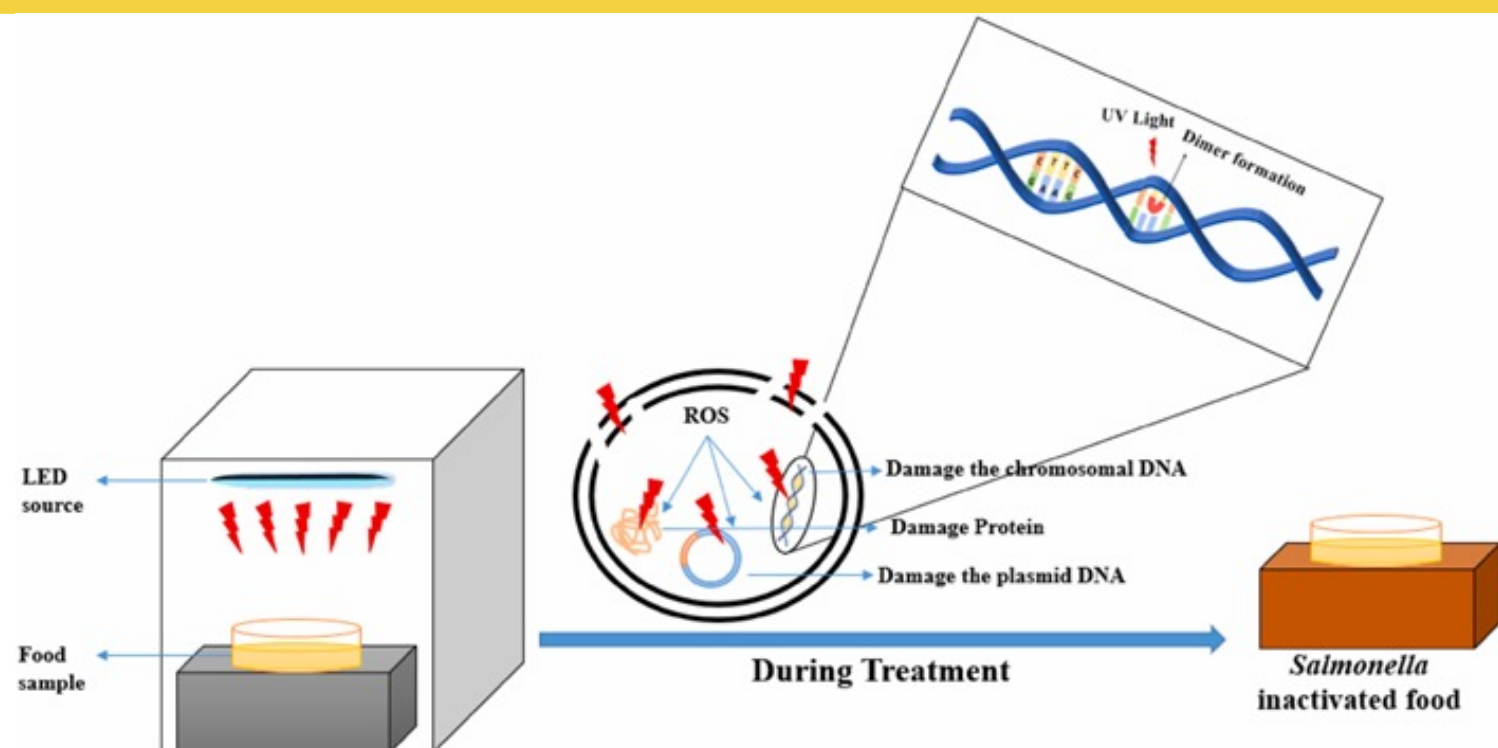 UV Light
Dimer formation
C T T C
G A A G
ROS
LED
source
Damage the chromosomal DNA
Damage Protein
Damage the plasmid DNA
Food
sample
During Treatment
Salmonella
inactivated food